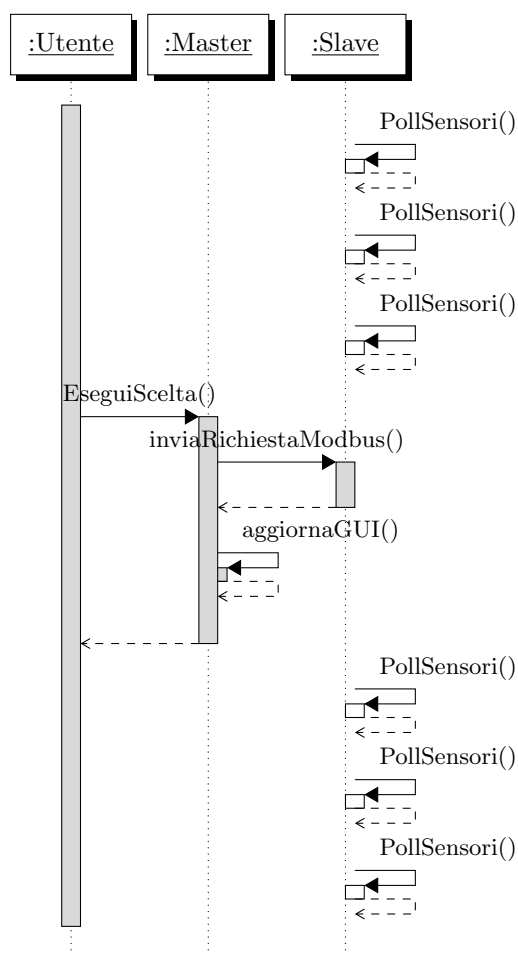 :Utente
:Master
:Slave
PollSensori()
PollSensori()
PollSensori()
EseguiScelta()
inviaRichiestaModbus()
aggiornaGUI()
PollSensori()
PollSensori()
PollSensori()